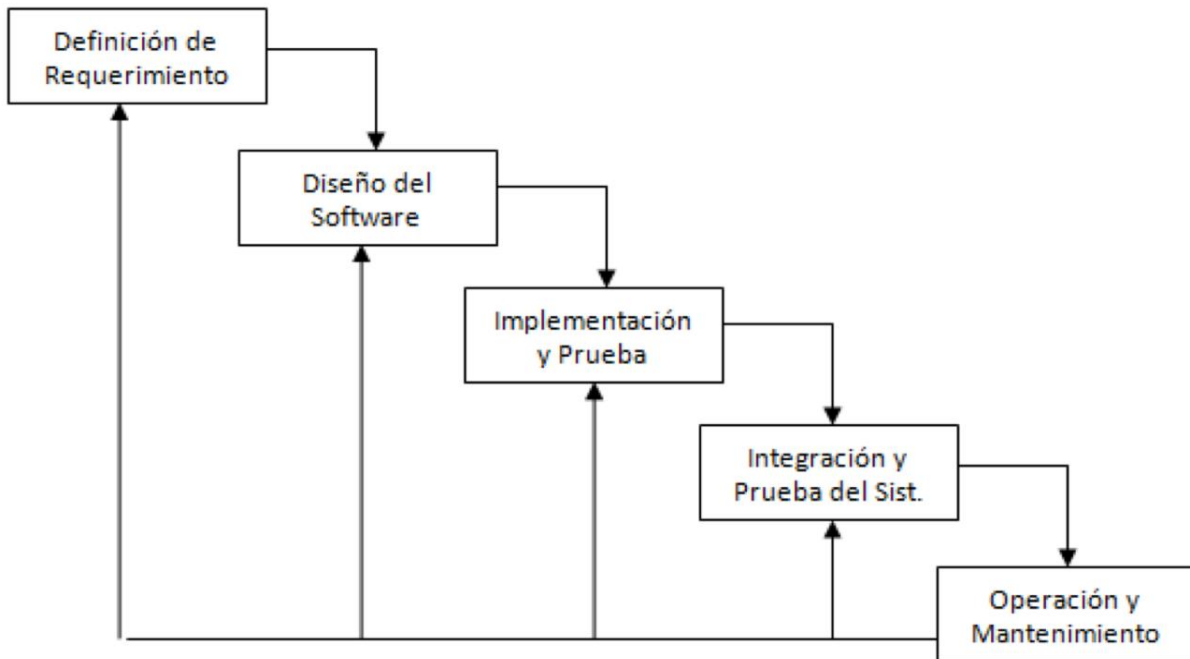 Definición de
Requerimiento
Diseño del
Software
Implementación
y Prueba
Integración y
Prueba del Sist.
Operación y
Mantenimiento